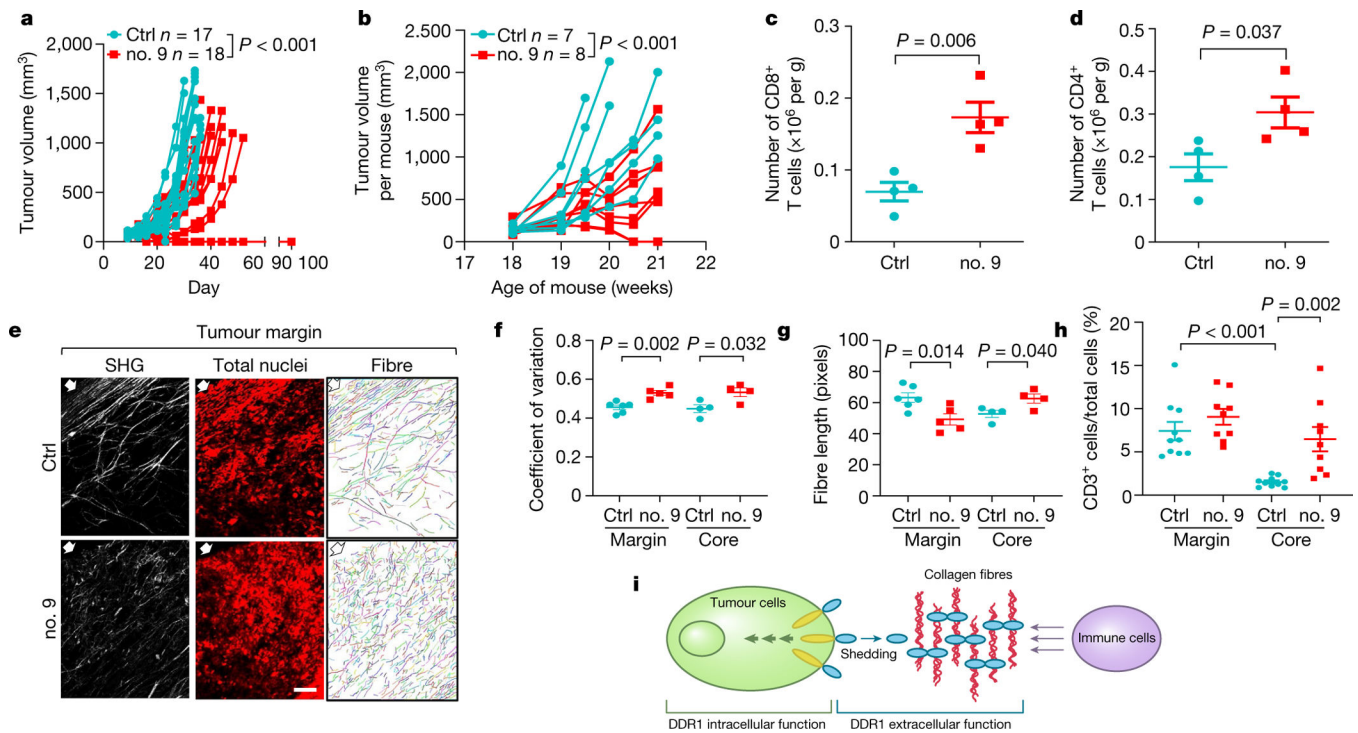 a
Ctrl n = 17
no. 9 n = 18
P < 0.001
Tumour volume (mm³)
2,000
1,500
1,000
500
0
0 20 40 60 90 100
Day
b
Ctrl n = 7
no. 9 n = 8
P < 0.001
Tumour volume
per mouse (mm³)
2,500
2,000
1,500
1,000
500
0
17 18 19 20 21 22
Age of mouse (weeks)
c
P = 0.006
Number of CD8⁺
T cells (×10⁶ per g)
0.3
0.2
0.1
0
Ctrl no. 9
d
P = 0.037
Number of CD4⁺
T cells (×10⁶ per g)
0.5
0.4
0.3
0.2
0.1
0
Ctrl no. 9
e
Tumour margin
SHG Total nuclei Fibre
Ctrl
no. 9
f
P = 0.002 P = 0.032
Coefficient of variation
0.8
0.6
0.4
0.2
0
Ctrl no. 9 Ctrl no. 9
Margin Core
g
P = 0.014 P = 0.040
Fibre length (pixels)
100
80
60
40
20
0
Ctrl no. 9 Ctrl no. 9
Margin Core
h
P = 0.002
P < 0.001
CD3⁺ cells/total cells (%)
20
15
10
5
0
Ctrl no. 9 Ctrl no. 9
Margin Core
i
Collagen fibres
Tumour cells
Shedding
Immune cells
DDR1 intracellular function DDR1 extracellular function